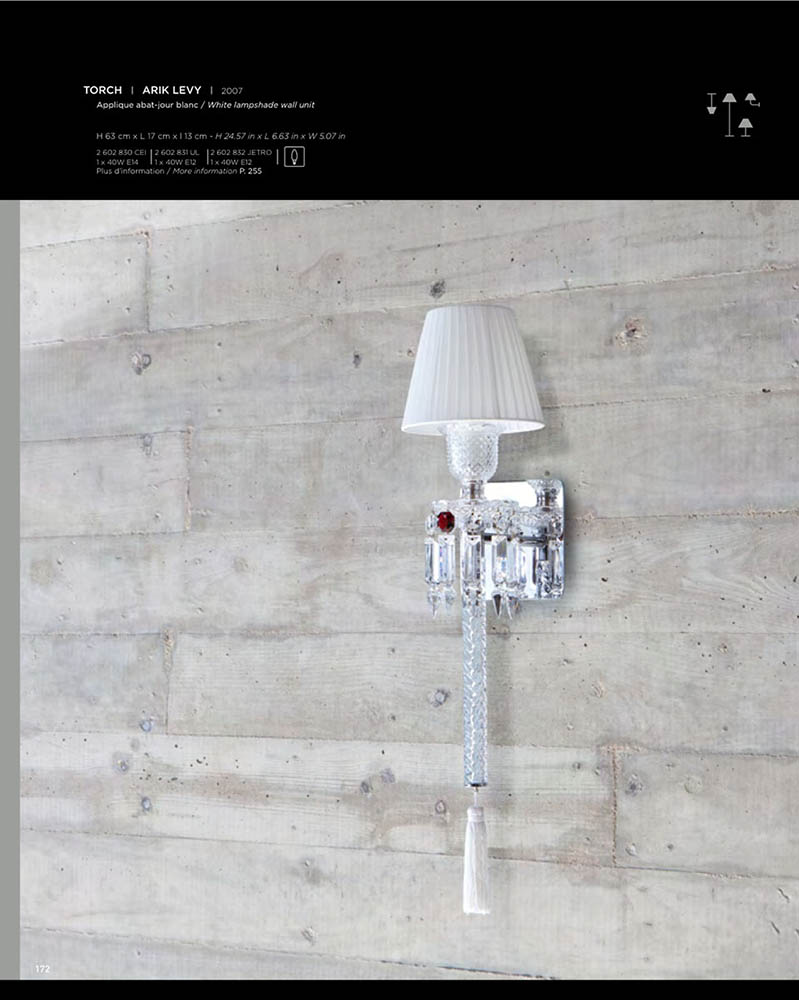 TORCH | ARIK LEVY | 2007
Applique abat-jour blanc / White lampshade wall unit
H 63 cm x L 17 cm x l 13 cm - H 24.57 in x L 6.63 in x W 5.07 in
2 602 830 CEI | 2 602 831 UL | 2 602 832 JETRO |
1 x 40W E14 | 1 x 40W E12 | 1 x 40W E12
Plus d'information / More information P. 255
172